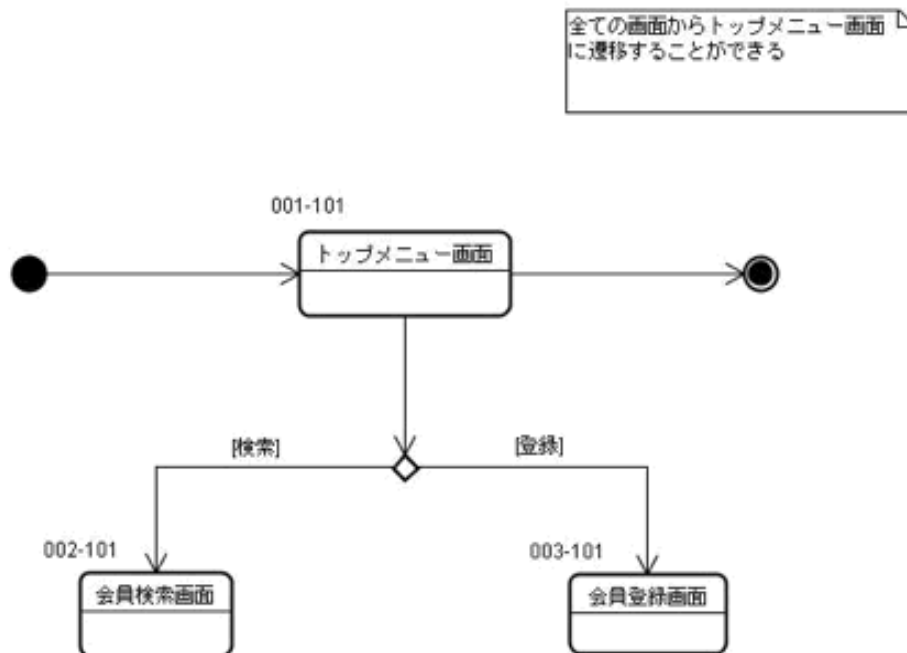 全ての画面からトップメニュー画面
に遷移することができる
001-101
トップメニュー画面
[検索]
[登録]
002-101
会員検索画面
003-101
会員登録画面